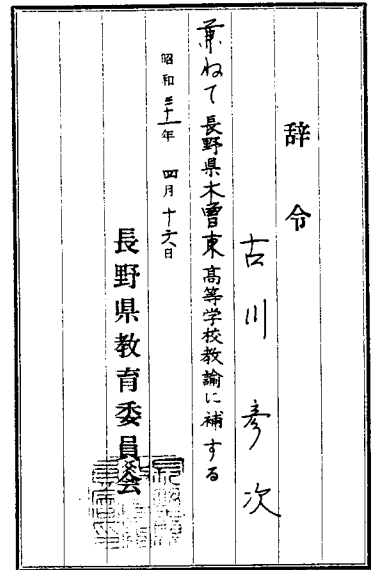 辞令
古川彦次
兼ねて長野県木曽東高等学校教諭に補する
昭和三十一年 四月十六日
長野県教育委員会